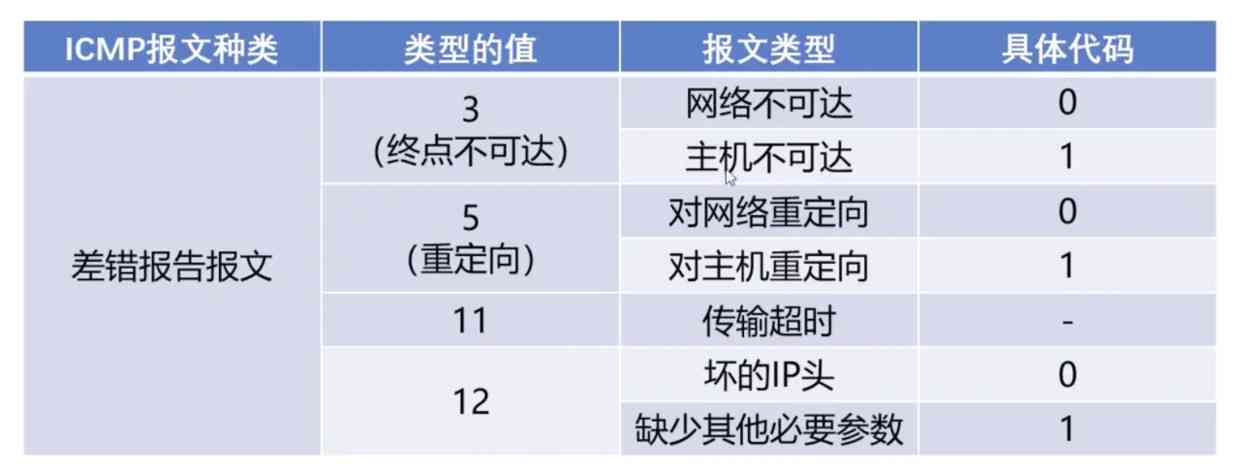 ICMP报文种类 类型的值 报文类型 具体代码
差错报告报文
3
（终点不可达）
网络不可达 0
主机不可达 1
5
（重定向）
对网络重定向 0
对主机重定向 1
11 传输超时 -
12
坏的IP头 0
缺少其他必要参数 1